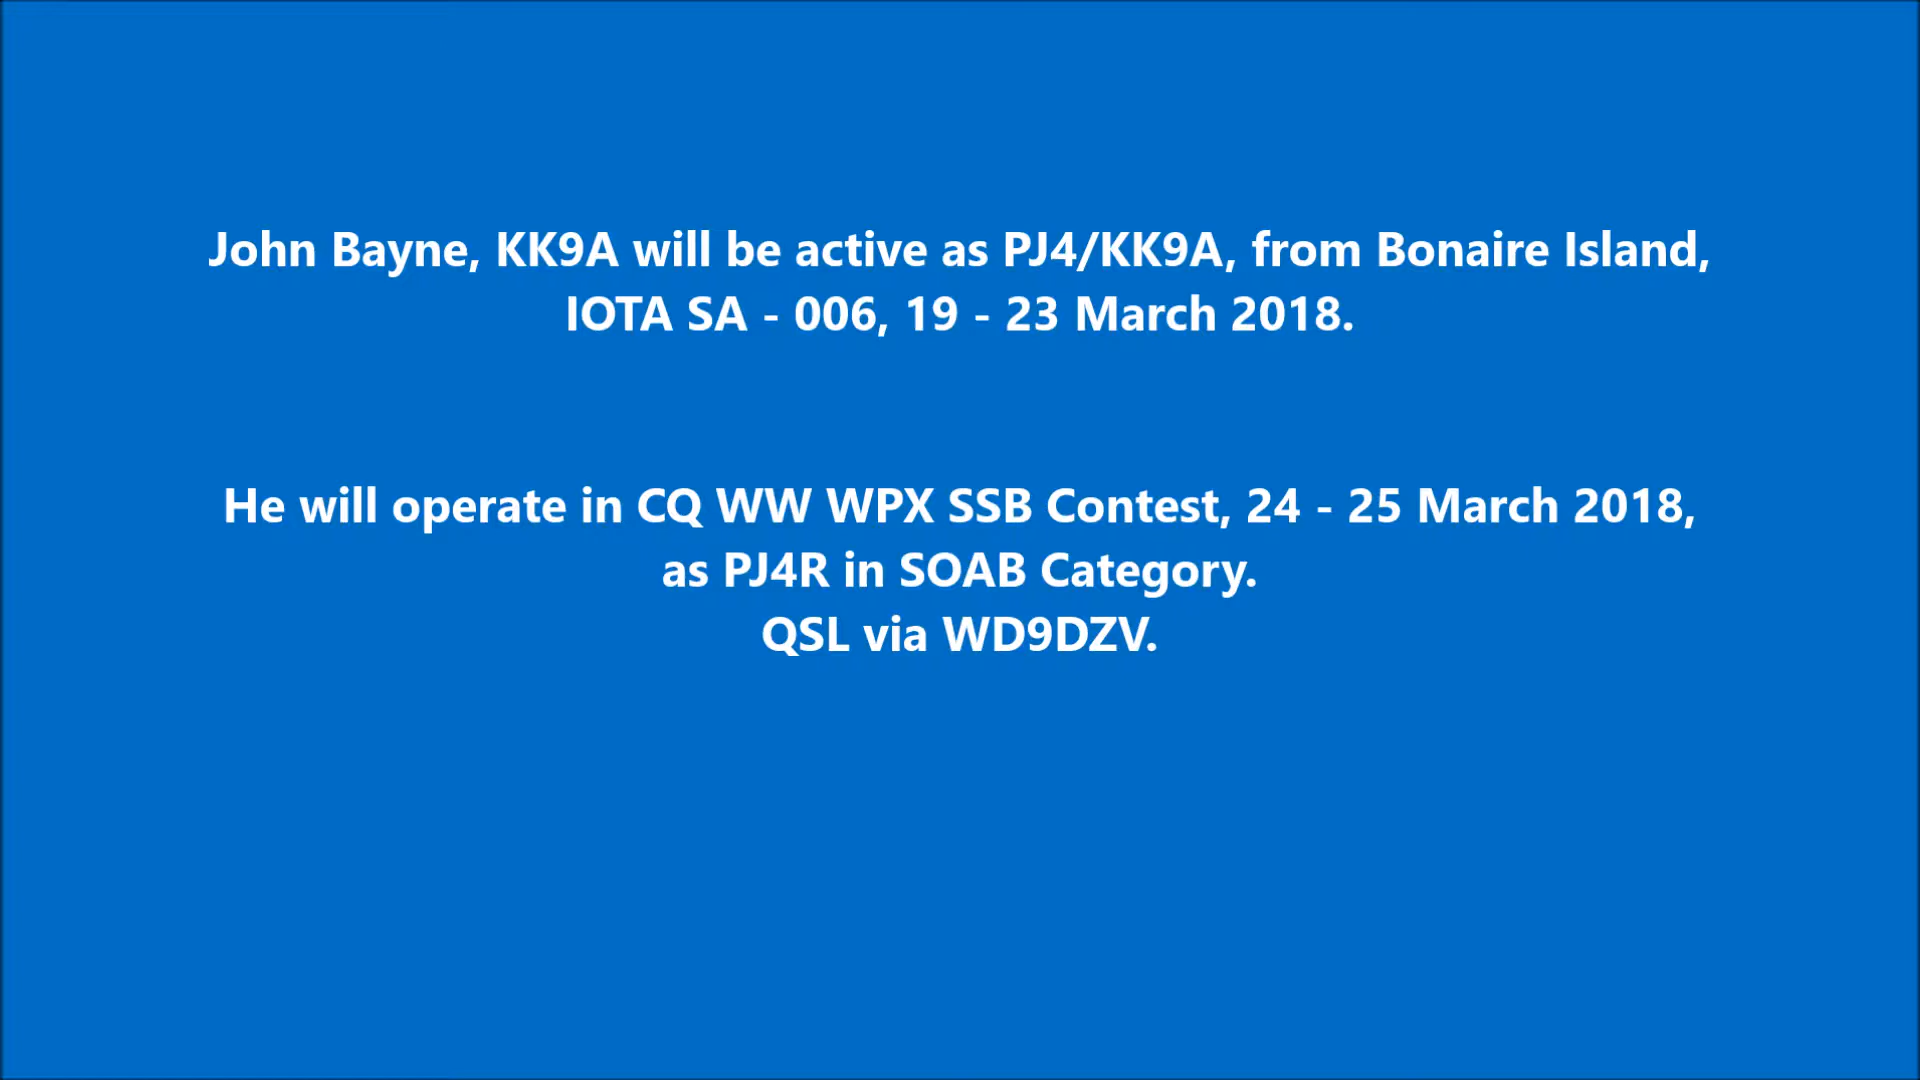 John Bayne, KK9A will be active as PJ4/KK9A, from Bonaire Island,
IOTA SA - 006, 19 - 23 March 2018.
He will operate in CQ WW WPX SSB Contest, 24 - 25 March 2018,
as PJ4R in SOAB Category.
QSL via WD9DZV.